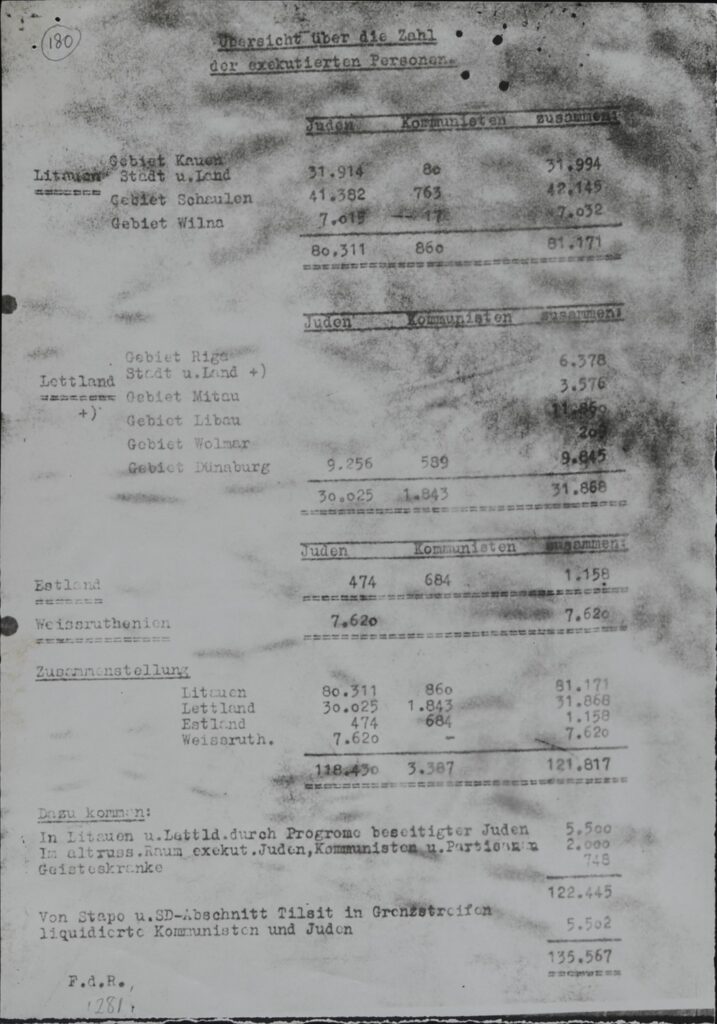 180
Übersicht über die Zahl
der exekutierten Personen.
Juden Kommunisten zusammen:
Gebiet Kauen
Litauen Stadt u.Land 31.914 80 31.994
Gebiet Schaulen 41.382 763 42.145
Gebiet Wilna 7.015 17 7.032
80.311 860 81.171
Juden Kommunisten zusammen:
Gebiet Riga
Stadt u.Land +) 6.378
Lettland
Gebiet Mitau 3.576
+)
Gebiet Libau 11.860
Gebiet Wolmar 209
Gebiet Dünaburg 9.256 589 9.845
30.025 1.843 31.868
Juden Kommunisten zusammen:
Estland 474 684 1.158
Weissruthenien 7.620 7.620
Zusammenstellung
Litauen 80.311 860 81.171
Lettland 30.025 1.843 31.868
Estland 474 684 1.158
Weissruth. 7.620 - 7.620
118.430 3.387 121.817
Dazu kommen:
In Litauen u.Lettld.durch Progrome beseitigter Juden 5.500
Im altruss.Raum exekut.Juden,Kommunisten u.Partisanen 2.000
Geisteskranke 748
122.445
Von Stapo u.SD-Abschnitt Tilsit in Grenzstreifen
liquidierte Kommunisten und Juden 5.502
135.567
F.d.R.,
281